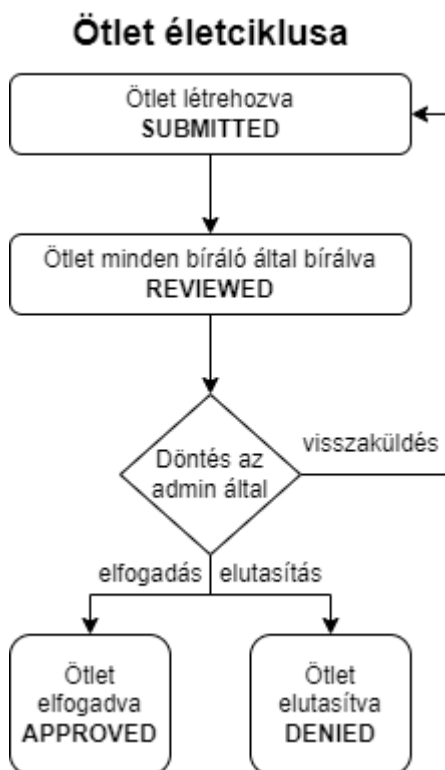 Ötlet életciklusa
Ötlet létrehozva
SUBMITTED
Ötlet minden bíráló által bírálva
REVIEWED
Döntés az
admin által
visszaküldés
elfogadás
elutasítás
Ötlet
elfogadva
APPROVED
Ötlet
elutasítva
DENIED